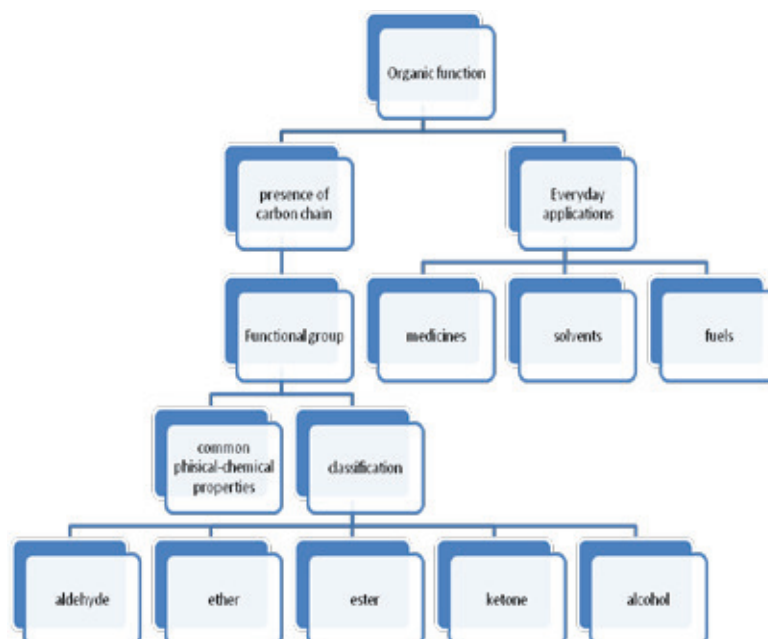 Organic function
presence of
carbon chain
Everyday
applications
Functional group
medicines
solvents
fuels
common
phisical-chemical
properties
classification
aldehyde
ether
ester
ketone
alcohol